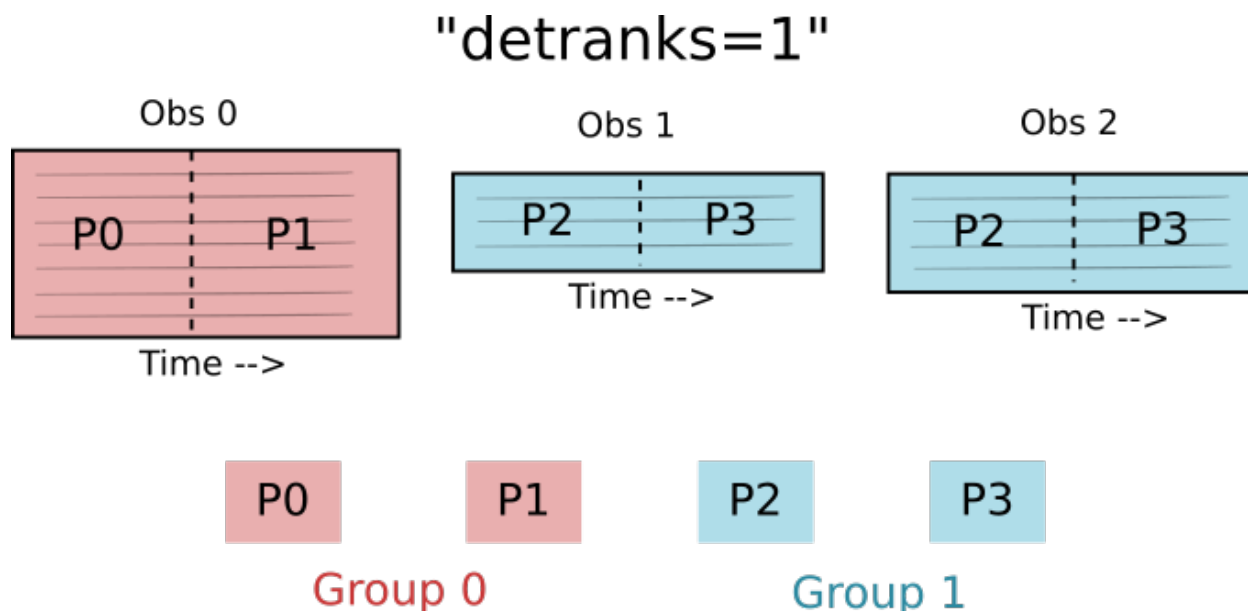 "detranks=1"
Obs 0
Obs 1
Obs 2
P0
P1
P2
P3
P2
P3
Time -->
Time -->
Time -->
P0
P1
P2
P3
Group 0
Group 1